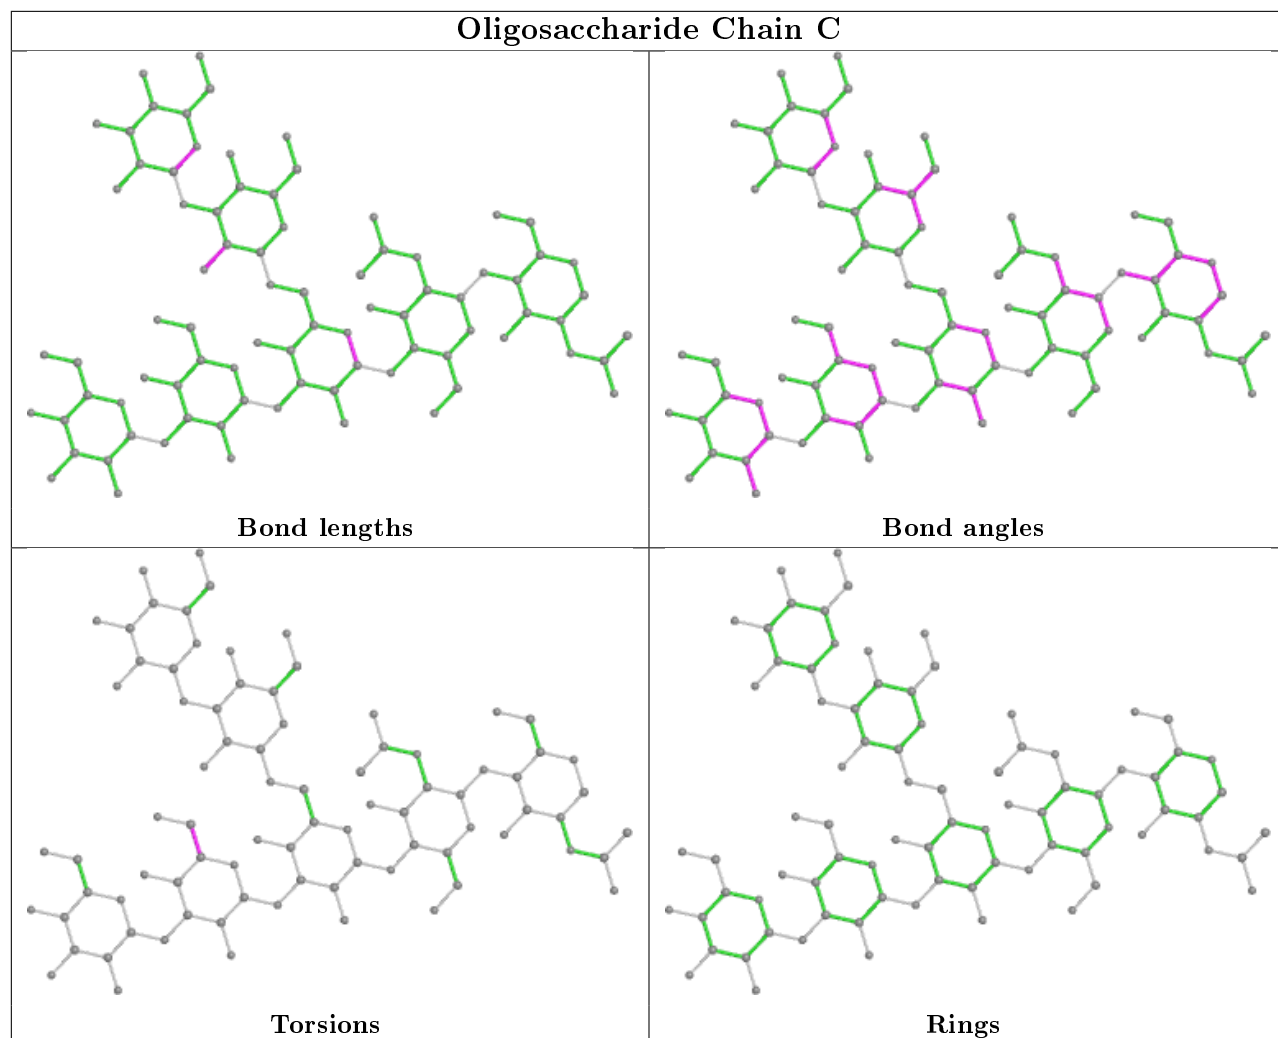 Oligosaccharide Chain C
Bond lengths
Bond angles
Torsions
Rings